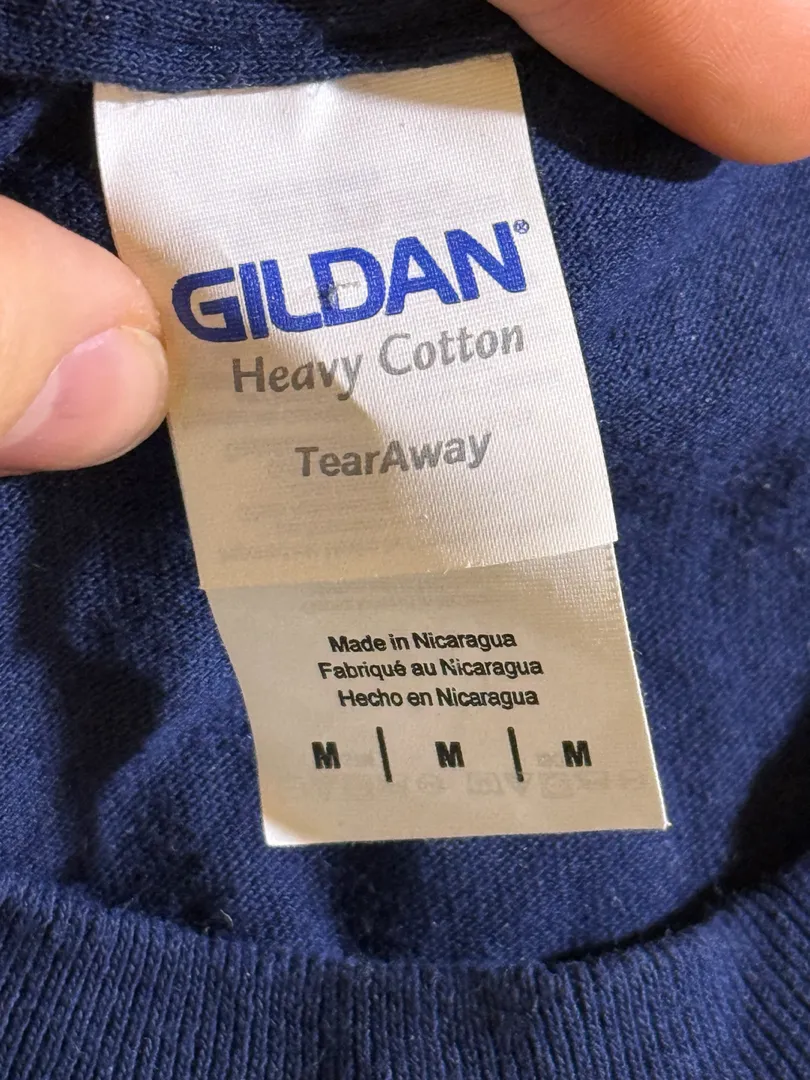 GILDAN®
Heavy Cotton
TearAway
Made in Nicaragua
Fabriqué au Nicaragua
Hecho en Nicaragua
M | M | M